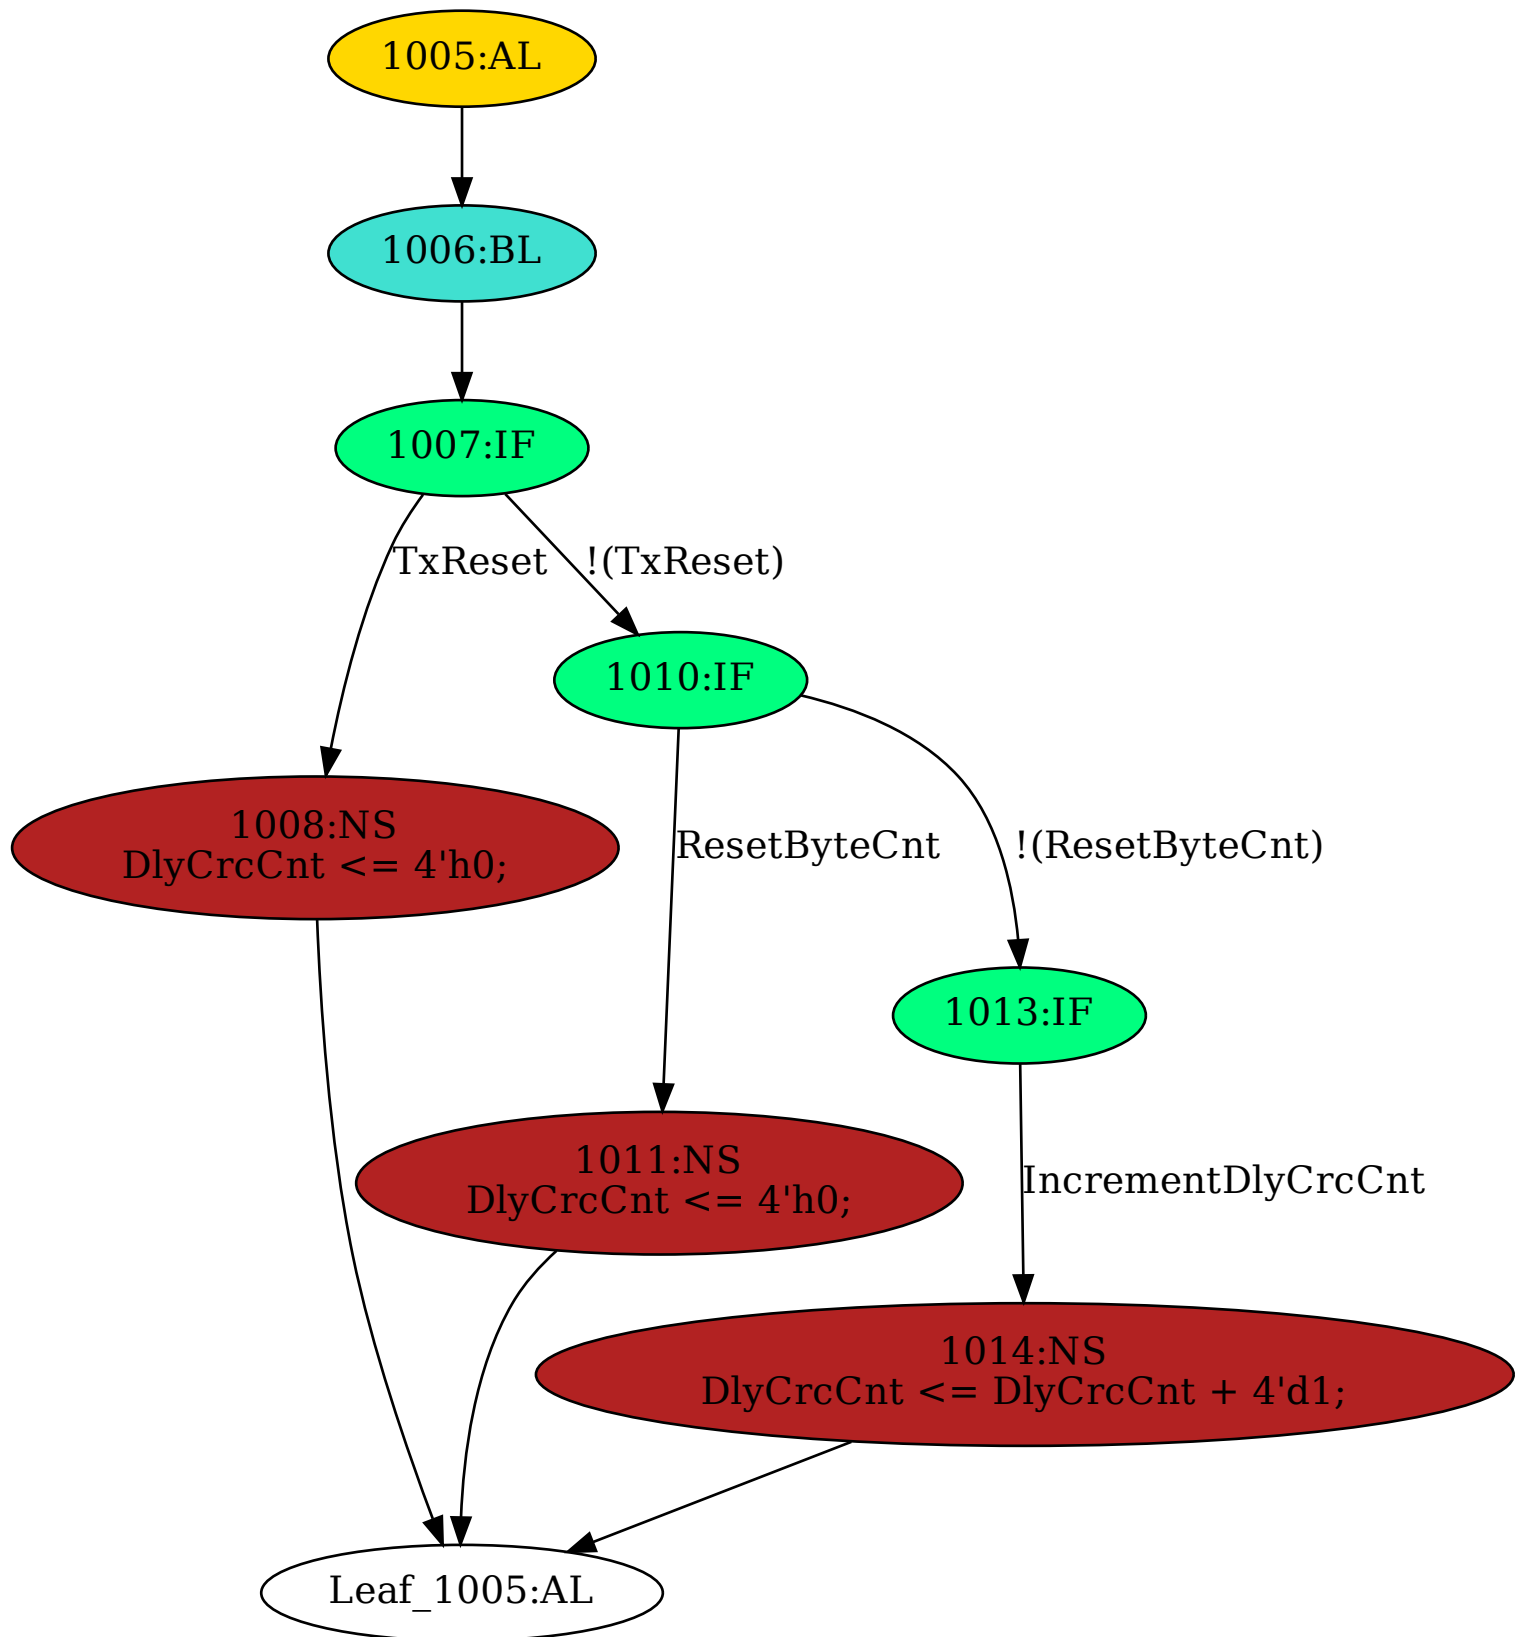 1005:AL
1006:BL
1007:IF
TxReset
!(TxReset)
1010:IF
1008:NS
DlyCrcCnt <= 4'h0;
ResetByteCnt
!(ResetByteCnt)
1013:IF
1011:NS
DlyCrcCnt <= 4'h0;
IncrementDlyCrcCnt
1014:NS
DlyCrcCnt <= DlyCrcCnt + 4'd1;
Leaf_1005:AL